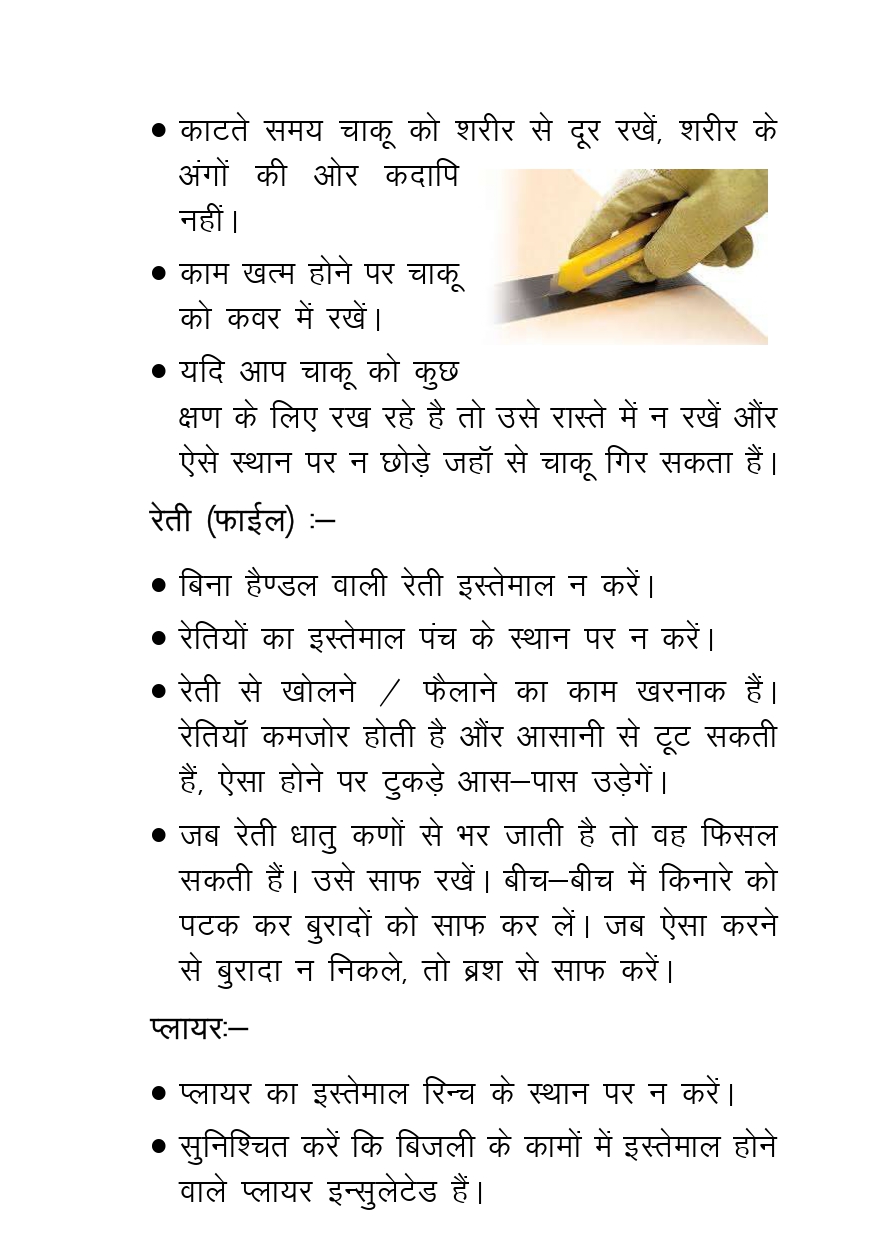 • काटते समय चाकू को शरीर से दूर रखें, शरीर के
अंगों की ओर कदापि
नहीं।
• काम खत्म होने पर चाकू
को कवर में रखें।
• यदि आप चाकू को कुछ
क्षण के लिए रख रहे है तो उसे रास्ते में न रखें औंर
ऐसे स्थान पर न छोड़े जहॉ से चाकू गिर सकता हैं।
रेती (फाईल) :–
• बिना हैण्डल वाली रेती इस्तेमाल न करें।
• रेतियों का इस्तेमाल पंच के स्थान पर न करें।
• रेती से खोलने / फैलाने का काम खरनाक हैं।
रेतियॉ कमजोर होती है औंर आसानी से टूट सकती
हैं, ऐसा होने पर टुकड़े आस–पास उड़ेगें।
• जब रेती धातु कणों से भर जाती है तो वह फिसल
सकती हैं। उसे साफ रखें। बीच–बीच में किनारे को
पटक कर बुरादों को साफ कर लें। जब ऐसा करने
से बुरादा न निकले, तो ब्रश से साफ करें।
प्लायर:–
• प्लायर का इस्तेमाल रिन्च के स्थान पर न करें।
• सुनिश्चित करें कि बिजली के कामों में इस्तेमाल होने
वाले प्लायर इन्सुलेटेड हैं।